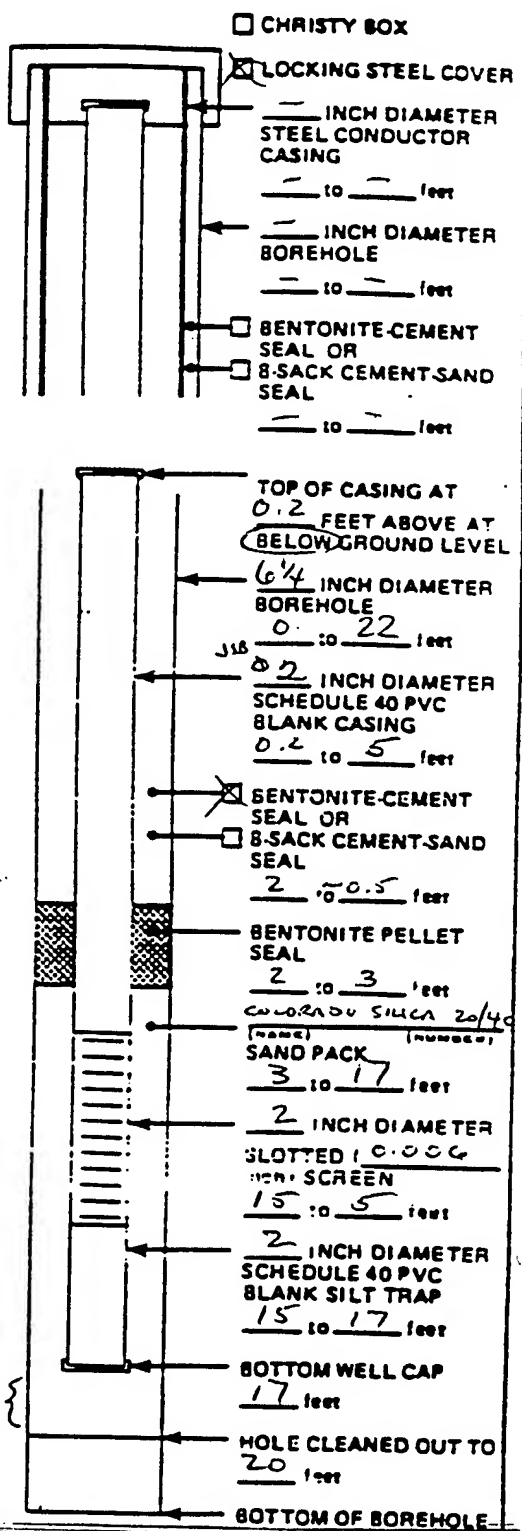 ☐ CHRISTY BOX
☒ LOCKING STEEL COVER
– INCH DIAMETER
STEEL CONDUCTOR
CASING
– to – feet
– INCH DIAMETER
BOREHOLE
– to – feet
☐ BENTONITE-CEMENT
SEAL OR
☐ 8-SACK CEMENT-SAND
SEAL
– to – feet
TOP OF CASING AT
0.2 FEET ABOVE AT
BELOW GROUND LEVEL
6 1/4 INCH DIAMETER
BOREHOLE
0. to 22 feet
JSB
2 INCH DIAMETER
SCHEDULE 40 PVC
BLANK CASING
0.2 to 5 feet
☒ BENTONITE-CEMENT
SEAL OR
☐ 8-SACK CEMENT-SAND
SEAL
2 to 0.5 feet
BENTONITE PELLET
SEAL
2 to 3 feet
COLORADO SILICA 20/40
(NAME) (NUMBER)
SAND PACK
3 to 17 feet
2 INCH DIAMETER
SLOTTED (
SCREEN
15 to 5 feet
2 INCH DIAMETER
SCHEDULE 40 PVC
BLANK SILT TRAP
15 to 17 feet
BOTTOM WELL CAP
17 feet
HOLE CLEANED OUT TO
20 feet
BOTTOM OF BOREHOLE